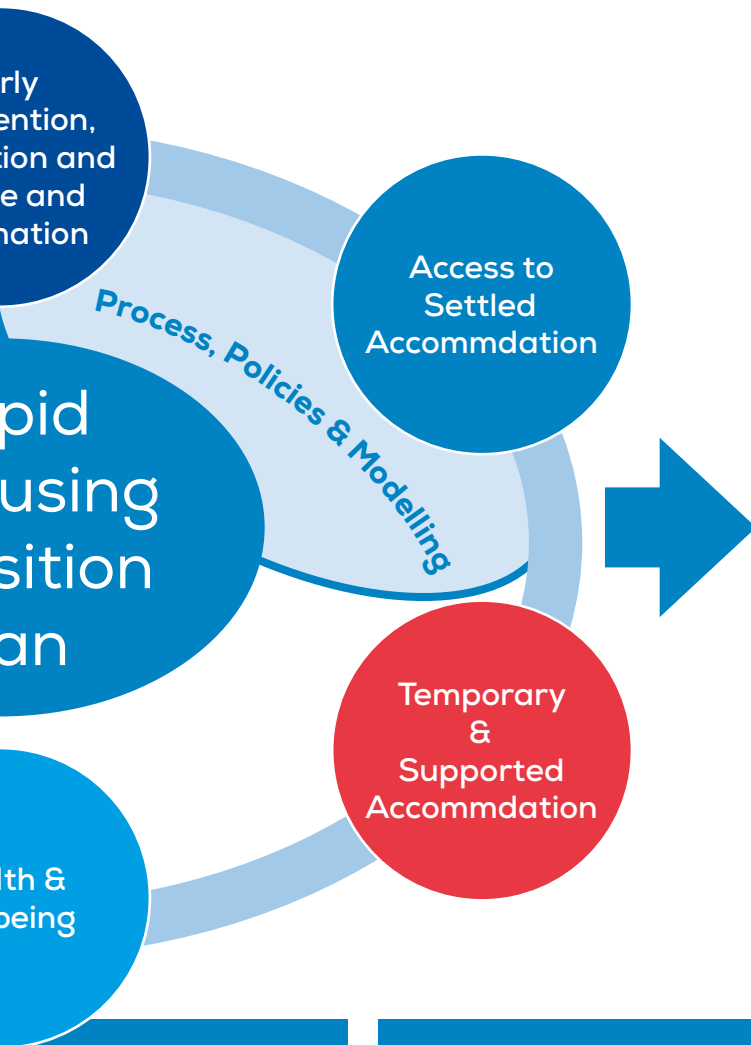 rly
ention,
tion and
e and
nation
Access to
Settled
Accommdation
Process, Policies & Modelling
pid
using
sition
an
Temporary
&
Supported
Accommdation
lth &
being